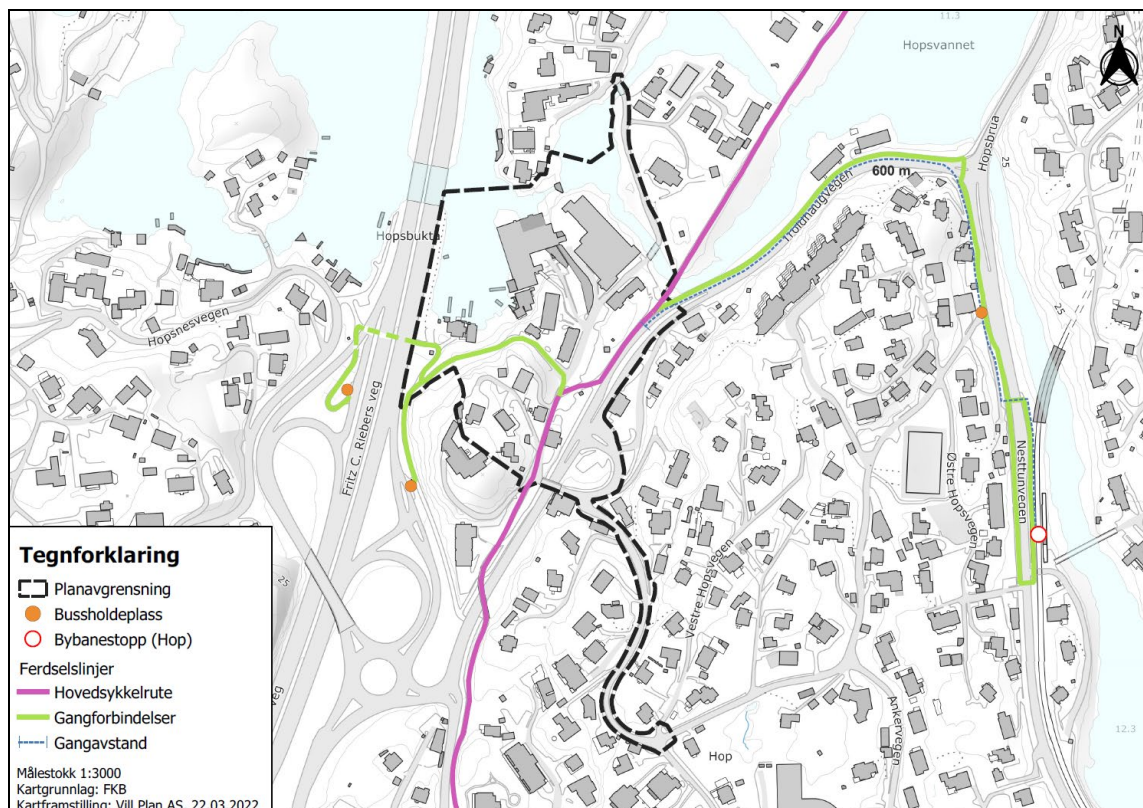 11.3
Hopsvannet
N
Hopsbrua
25
600 m
Troldhaugvegen
Hopsbukta
Hopsnesvegen
25
Fritz C. Riebers veg
Nesttunvegen
Østre Hopsvegen
Vestre Hopsvegen
25
Ankervegen
veg
Hop
12.3
Tegnforklaring
Planavgrensning
Bussholdeplass
Bybanestopp (Hop)
Ferdselslinjer
Hovedsykkelrute
Gangforbindelser
Gangavstand
Målestokk 1:3000
Kartgrunnlag: FKB
Kartframstilling: Vill Plan AS, 22.03.2022